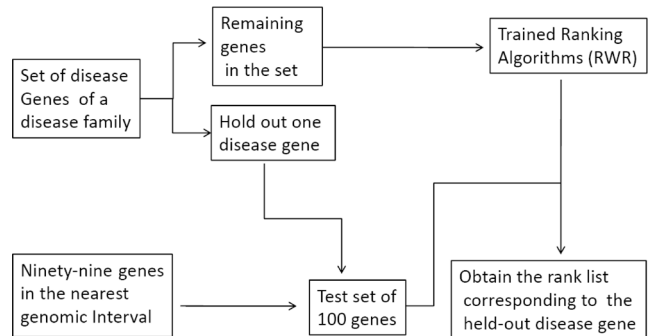 Remaining
genes
in the set
Trained Ranking
Algorithms (RWR)
Set of disease
Genes of a
disease family
Hold out one
disease gene
Ninety-nine genes
in the nearest
genomic Interval
Test set of
100 genes
Obtain the rank list
corresponding to the
held-out disease gene